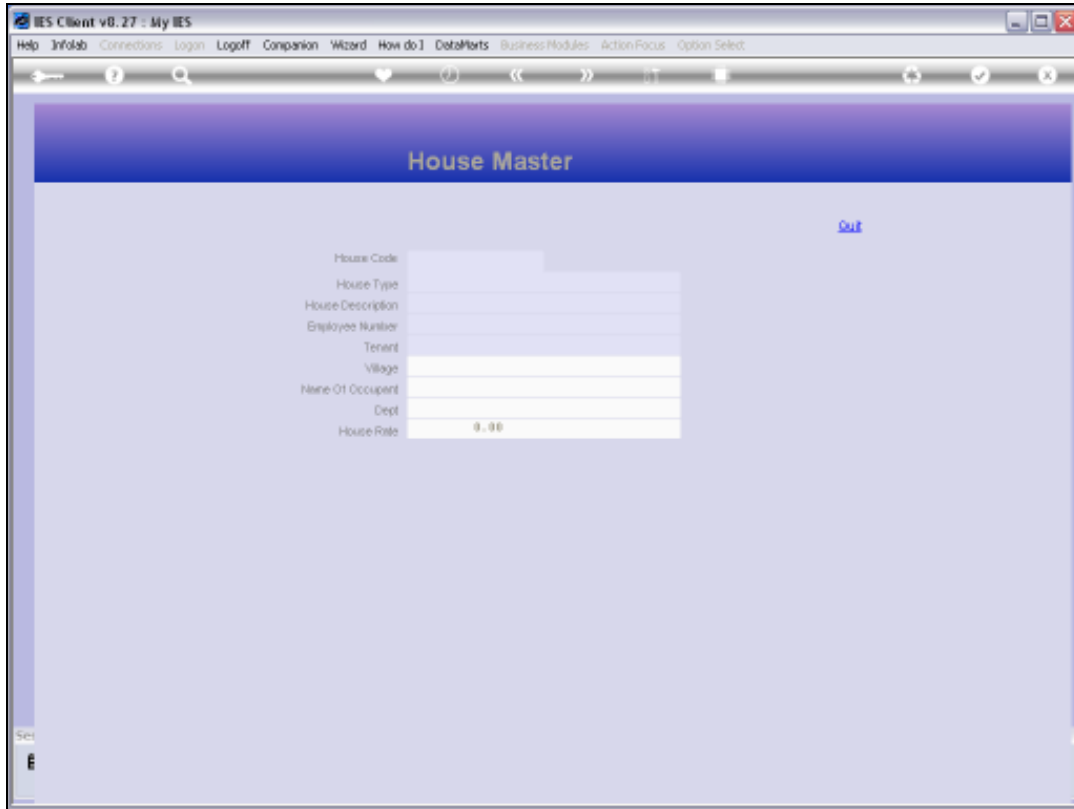 IES Client v8.27 : My IES
Help Infolab Connections Logon Logoff Companion Wizard How do I DataMarts Business Modules Action Focus Option Select
House Master
Quit
House Code
House Type
House Description
Employee Number
Tenent
Village
Name Of Occupant
Dept
House Rate 0.00